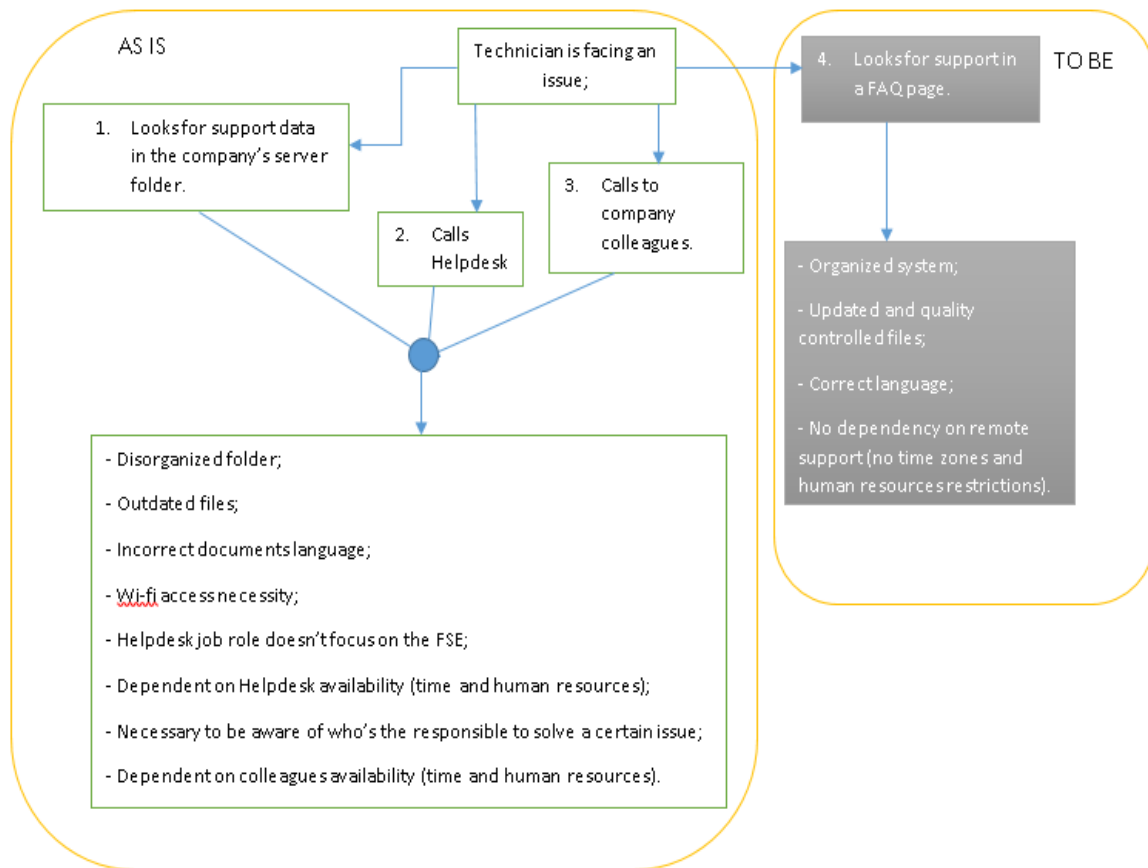 AS IS
Technician is facing an
issue;
4. Looks for support in
a FAQ page.
TO BE
1. Looks for support data
in the company's server
folder.
2. Calls
Helpdesk
3. Calls to
company
colleagues.
- Organized system;
- Updated and quality
controlled files;
- Correct language;
- No dependency on remote
support (no time zones and
human resources restrictions).
- Disorganized folder;
- Outdated files;
- Incorrect documents language;
- Wi-fi access necessity;
- Helpdesk job role doesn't focus on the FSE;
- Dependent on Helpdesk availability (time and human resources);
- Necessary to be aware of who's the responsible to solve a certain issue;
- Dependent on colleagues availability (time and human resources).